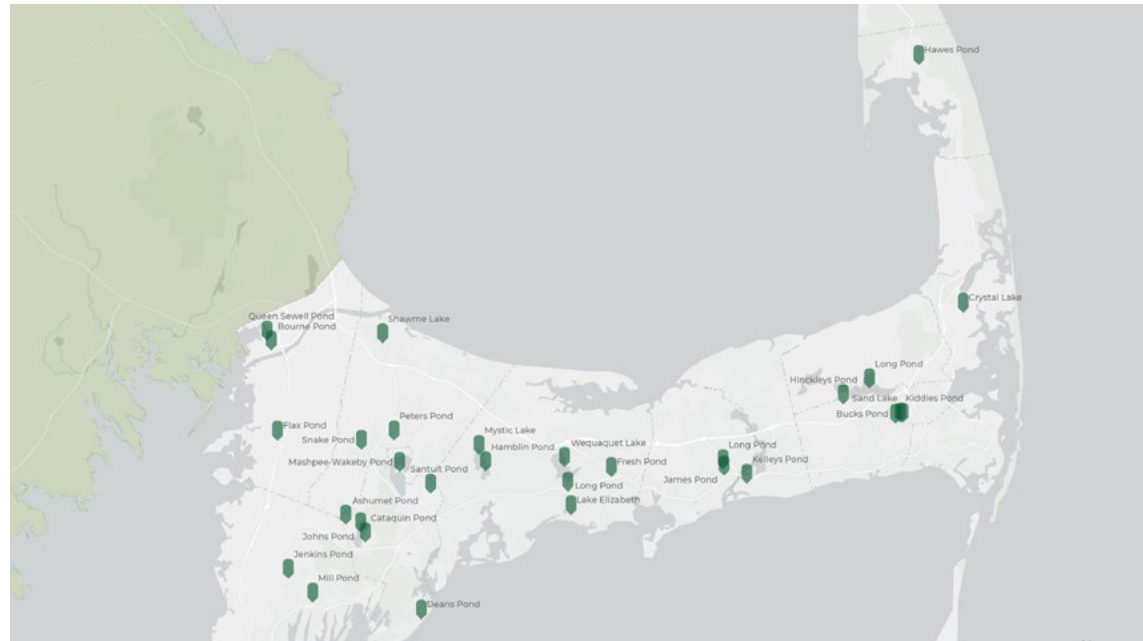 Hawes Pond
Crystal Lake
Queen Sewell Pond
Shawme Lake
Bourne Pond
Long Pond
Hinckleys Pond
Sand Lake
Kiddies Pond
Bucks Pond
Flax Pond
Peters Pond
Snake Pond
Mystic Lake
Hamblin Pond
Wequaquet Lake
Long Pond
Mashpee-Wakeby Pond
Santuit Pond
Fresh Pond
Kelleys Pond
James Pond
Long Pond
Ashumet Pond
Lake Elizabeth
Cataquin Pond
Johns Pond
Jenkins Pond
Mill Pond
Deans Pond